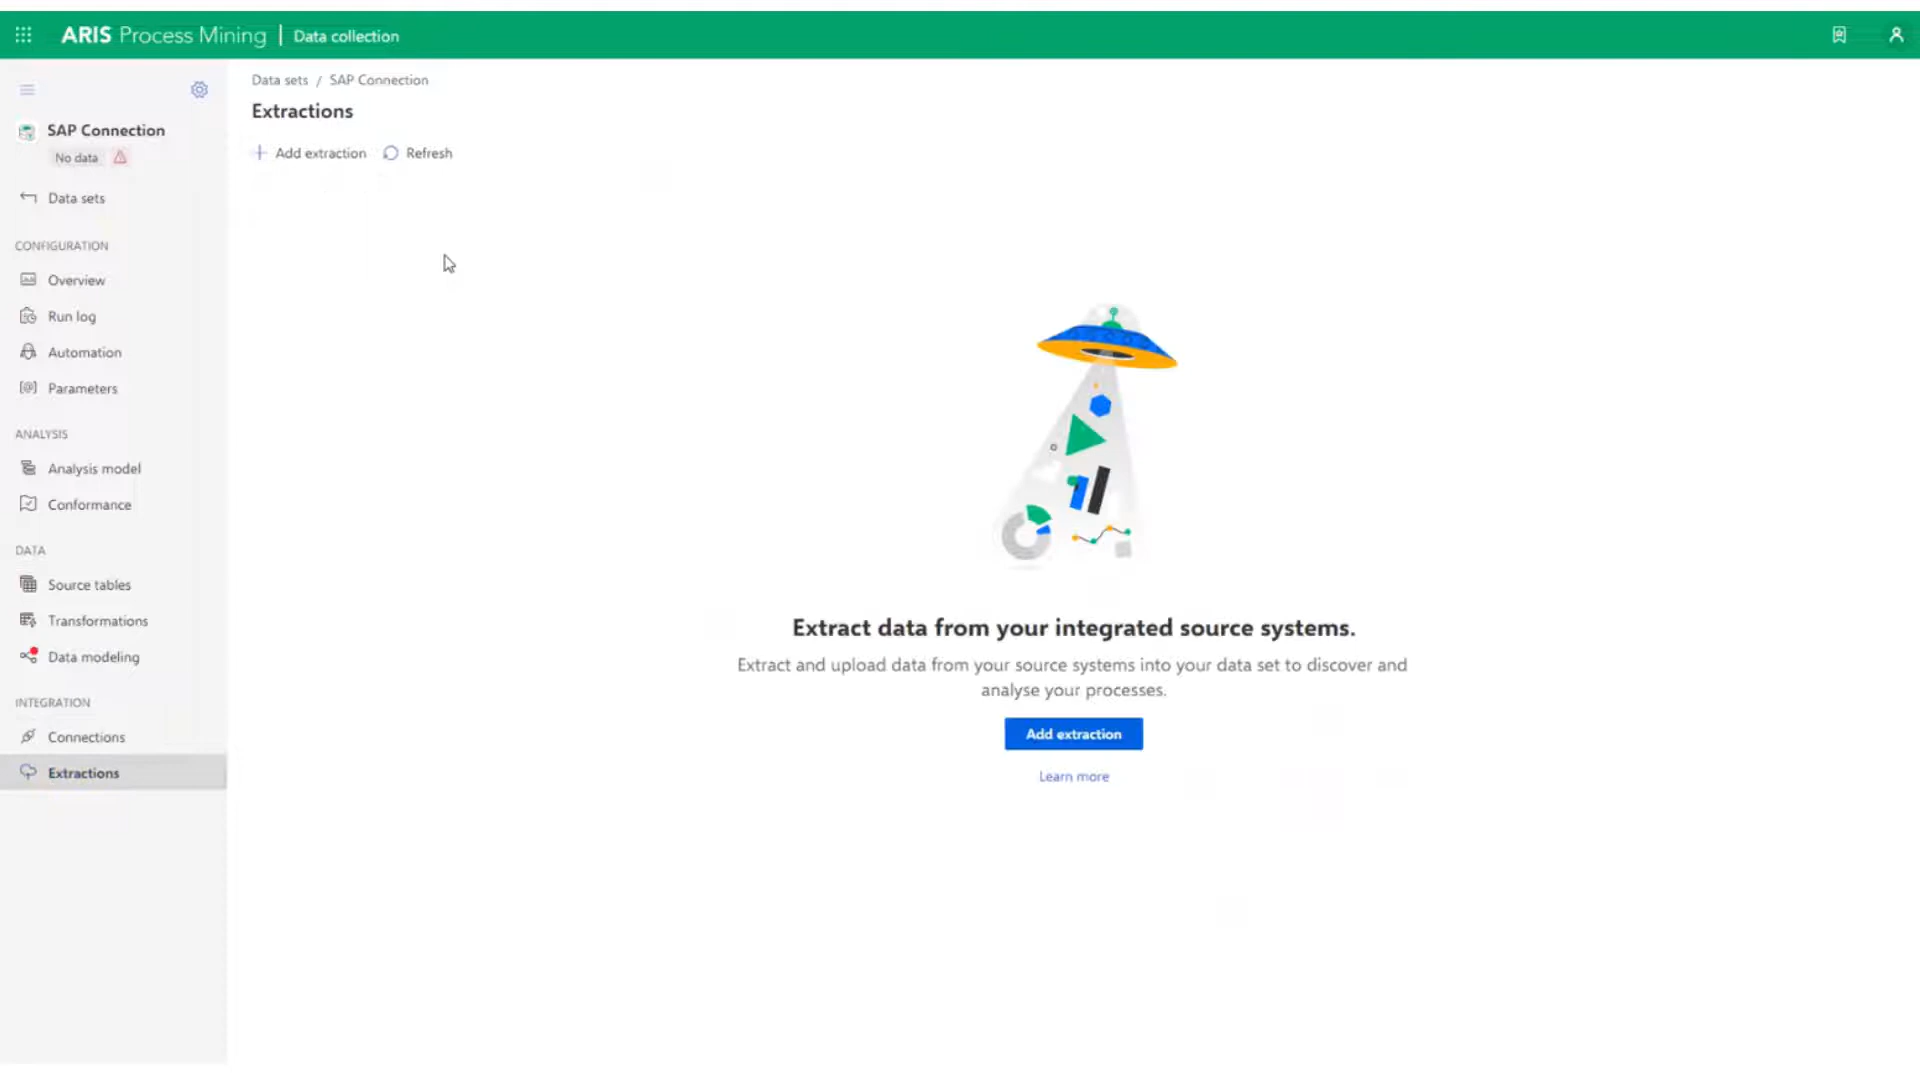 ARIS Process Mining | Data collection
Data sets / SAP Connection
Extractions
Add extraction
Refresh
SAP Connection
No data
Data sets
CONFIGURATION
Overview
Run log
Automation
Parameters
ANALYSIS
Analysis model
Conformance
DATA
Source tables
Transformations
Data modeling
INTEGRATION
Connections
Extractions
Extract data from your integrated source systems.
Extract and upload data from your source systems into your data set to discover and
analyse your processes.
Add extraction
Learn more